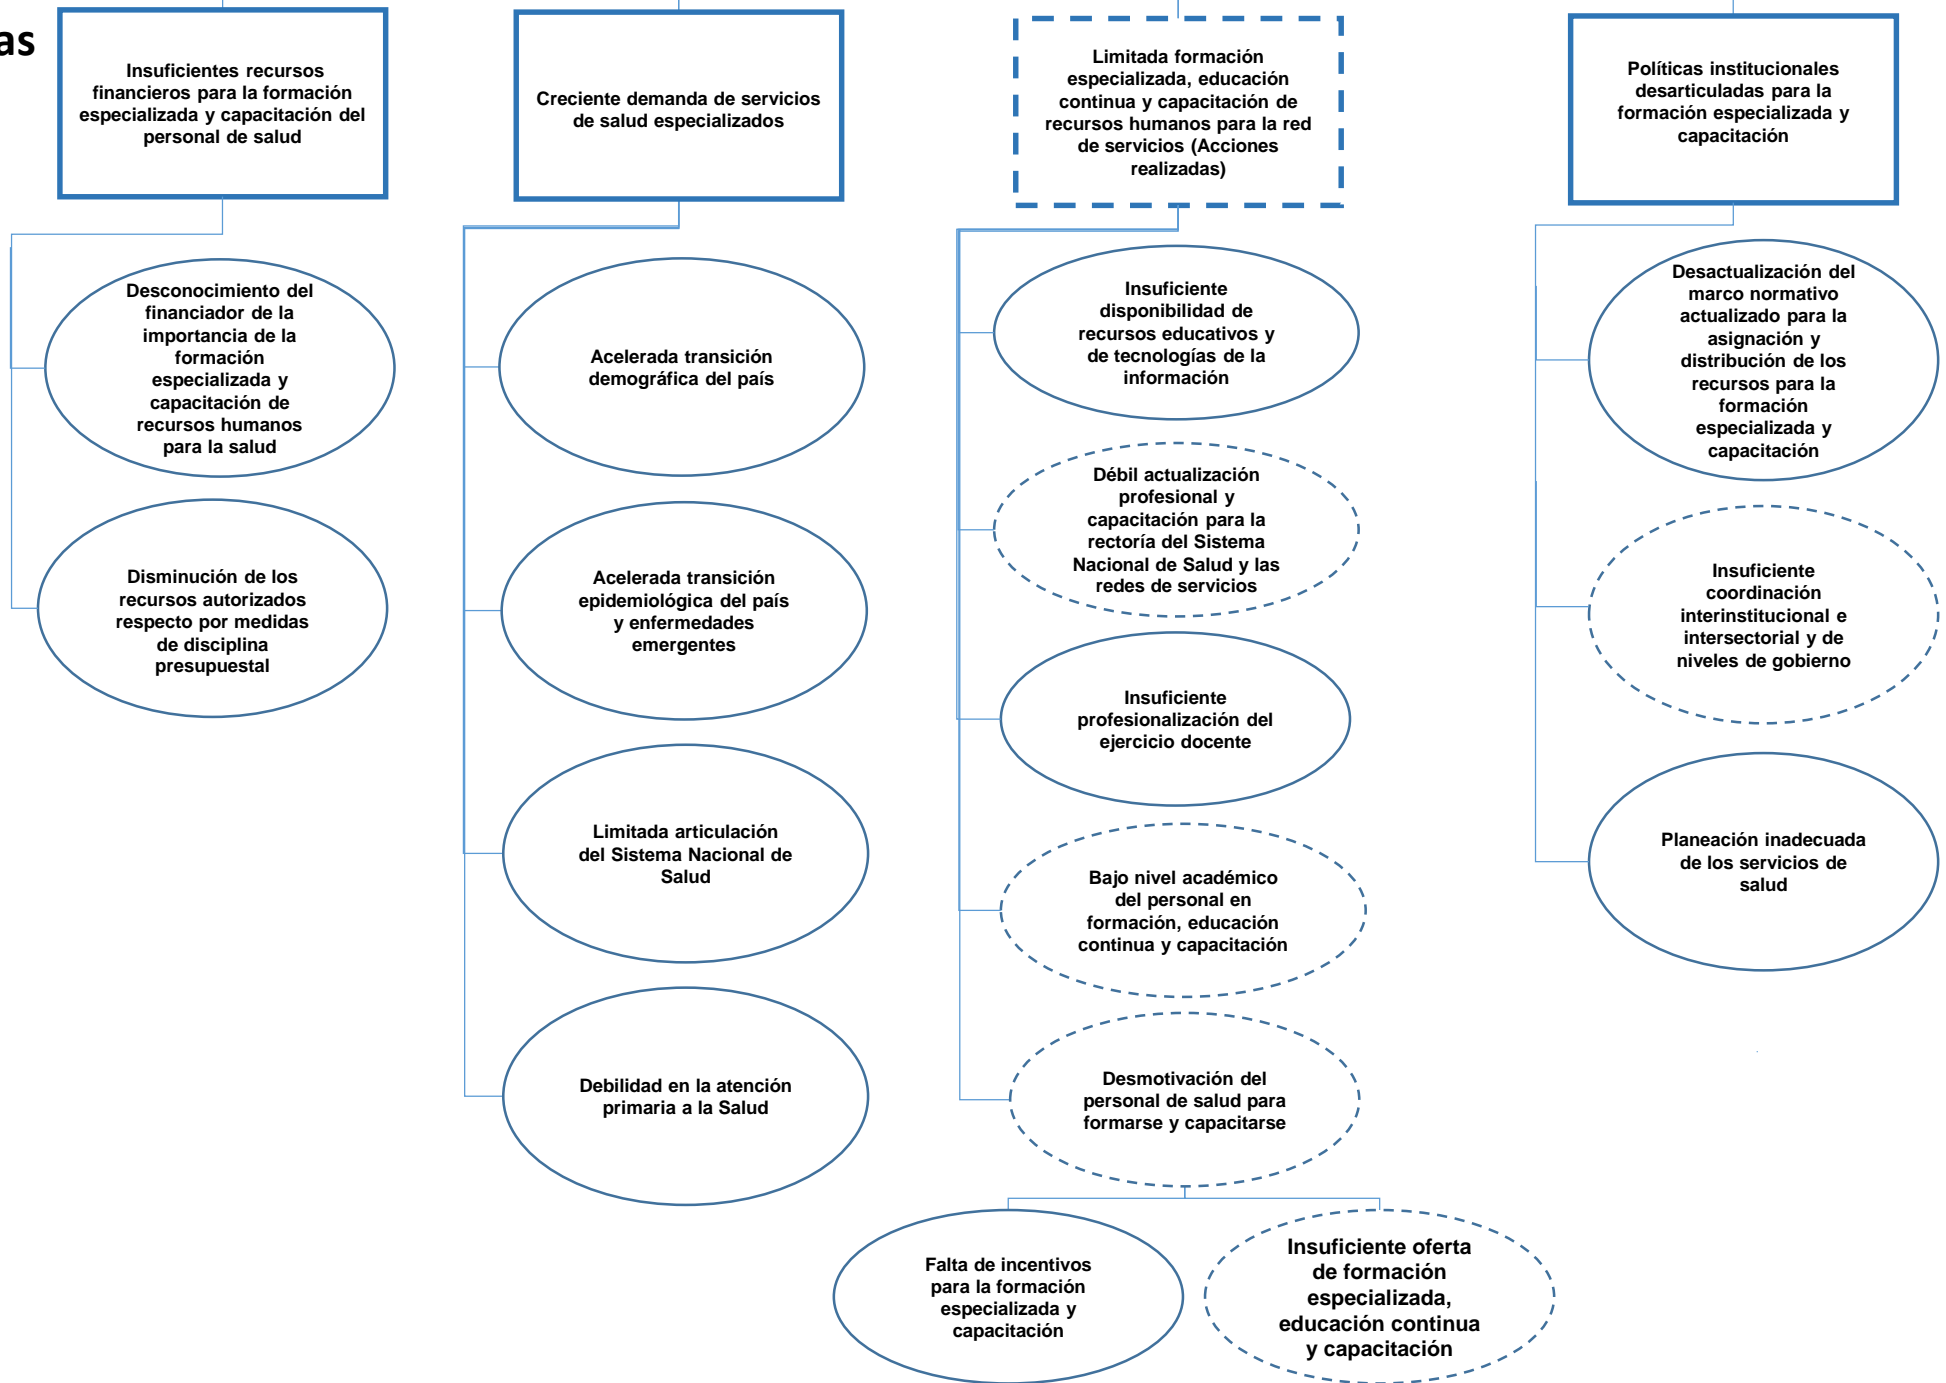 as
Insuficientes recursos
financieros para la formación
especializada y capacitación del
personal de salud
Creciente demanda de servicios
de salud especializados
Limitada formación
especializada, educación
continua y capacitación de
recursos humanos para la red
de servicios (Acciones
realizadas)
Políticas institucionales
desarticuladas para la
formación especializada y
capacitación
Desconocimiento del
financiador de la
importancia de la
formación
especializada y
capacitación de
recursos humanos
para la salud
Disminución de los
recursos autorizados
respecto por medidas
de disciplina
presupuestal
Acelerada transición
demográfica del país
Acelerada transición
epidemiológica del país
y enfermedades
emergentes
Limitada articulación
del Sistema Nacional de
Salud
Debilidad en la atención
primaria a la Salud
Insuficiente
disponibilidad de
recursos educativos y
de tecnologías de la
información
Débil actualización
profesional y
capacitación para la
rectoría del Sistema
Nacional de Salud y las
redes de servicios
Insuficiente
profesionalización del
ejercicio docente
Bajo nivel académico
del personal en
formación, educación
continua y capacitación
Desmotivación del
personal de salud para
formarse y capacitarse
Falta de incentivos
para la formación
especializada y
capacitación
Insuficiente oferta
de formación
especializada,
educación continua
y capacitación
Desactualización del
marco normativo
actualizado para la
asignación y
distribución de los
recursos para la
formación
especializada y
capacitación
Insuficiente
coordinación
interinstitucional e
intersectorial y de
niveles de gobierno
Planeación inadecuada
de los servicios de
salud